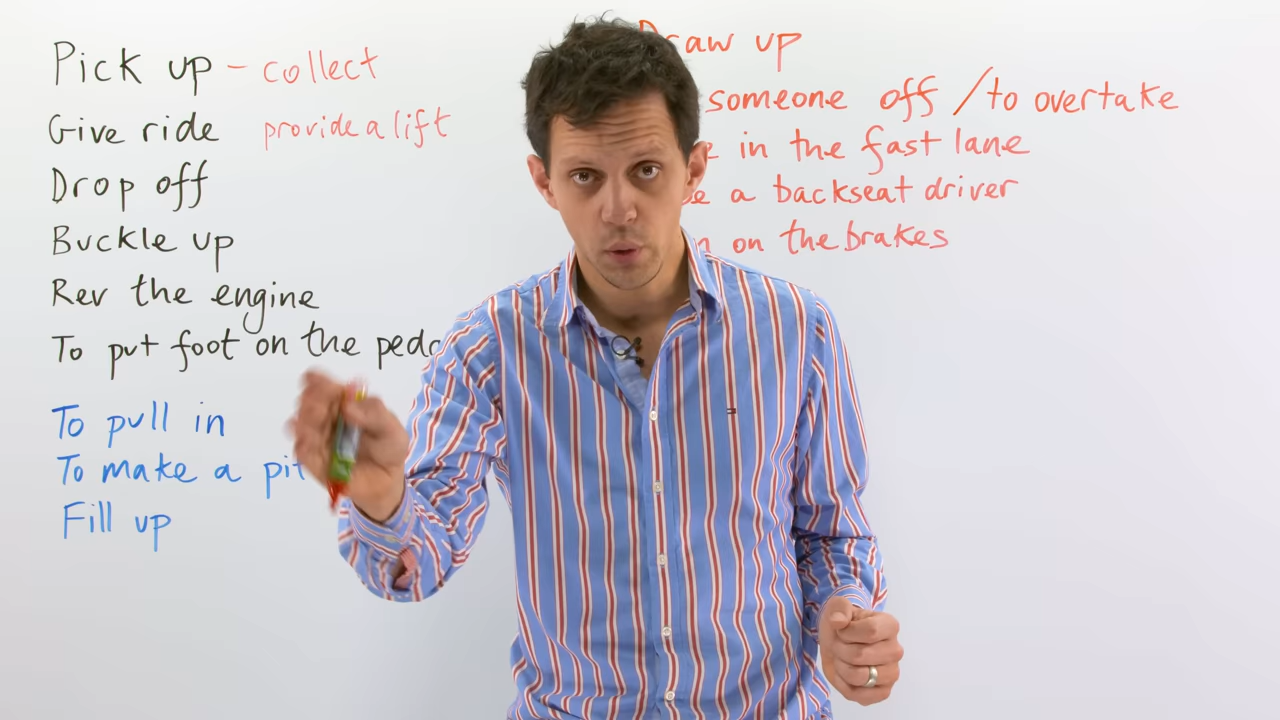 Pick up - collect
Give ride provide a lift
Drop off
Buckle up
Rev the engine
To put foot on the
To pull in
To make a
Fill up
Draw up
someone off / to overtake
in the fast lane
a backseat driver
on the brakes